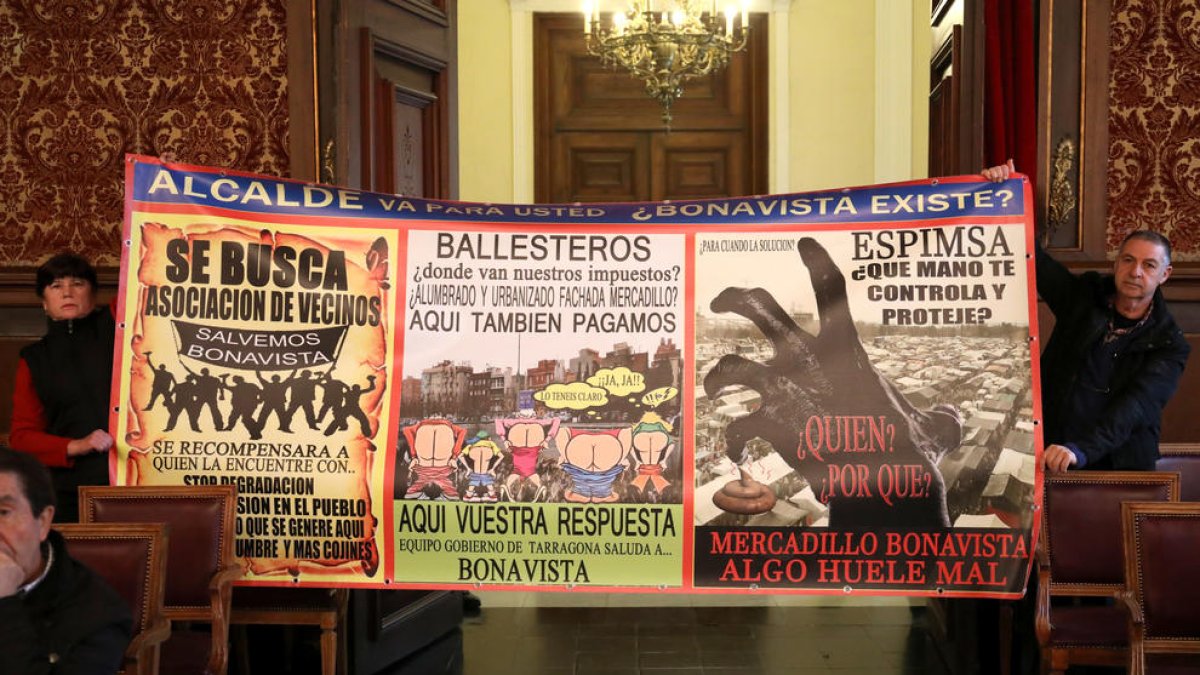 ALCALDE VA PARA USTED ¿BONAVISTA EXISTE?
SE BUSCA
ASOCIACION DE VECINOS
SALVEMOS
BONAVISTA
SE RECOMPENSARA A
QUIEN LA ENCUENTRE CON..
STOP DEGRADACION
SION EN EL PUEBLO
O QUE SE GENERE AQUI
UMBRE Y MAS COJINES
BALLESTEROS
¿donde van nuestros impuestos?
¿ALUMBRADO Y URBANIZADO FACHADA MERCADILLO?
AQUI TAMBIEN PAGAMOS
LO TENEIS CLARO
¡¡JA, JA!!
AQUI VUESTRA RESPUESTA
EQUIPO GOBIERNO DE TARRAGONA SALUDA A...
BONAVISTA
¿PARA CUANDO LA SOLUCION?
ESPIMSA
¿QUE MANO TE
CONTROLA Y
PROTEJE?
¿QUIEN?
¿POR QUE?
MERCADILLO BONAVISTA
ALGO HUELE MAL